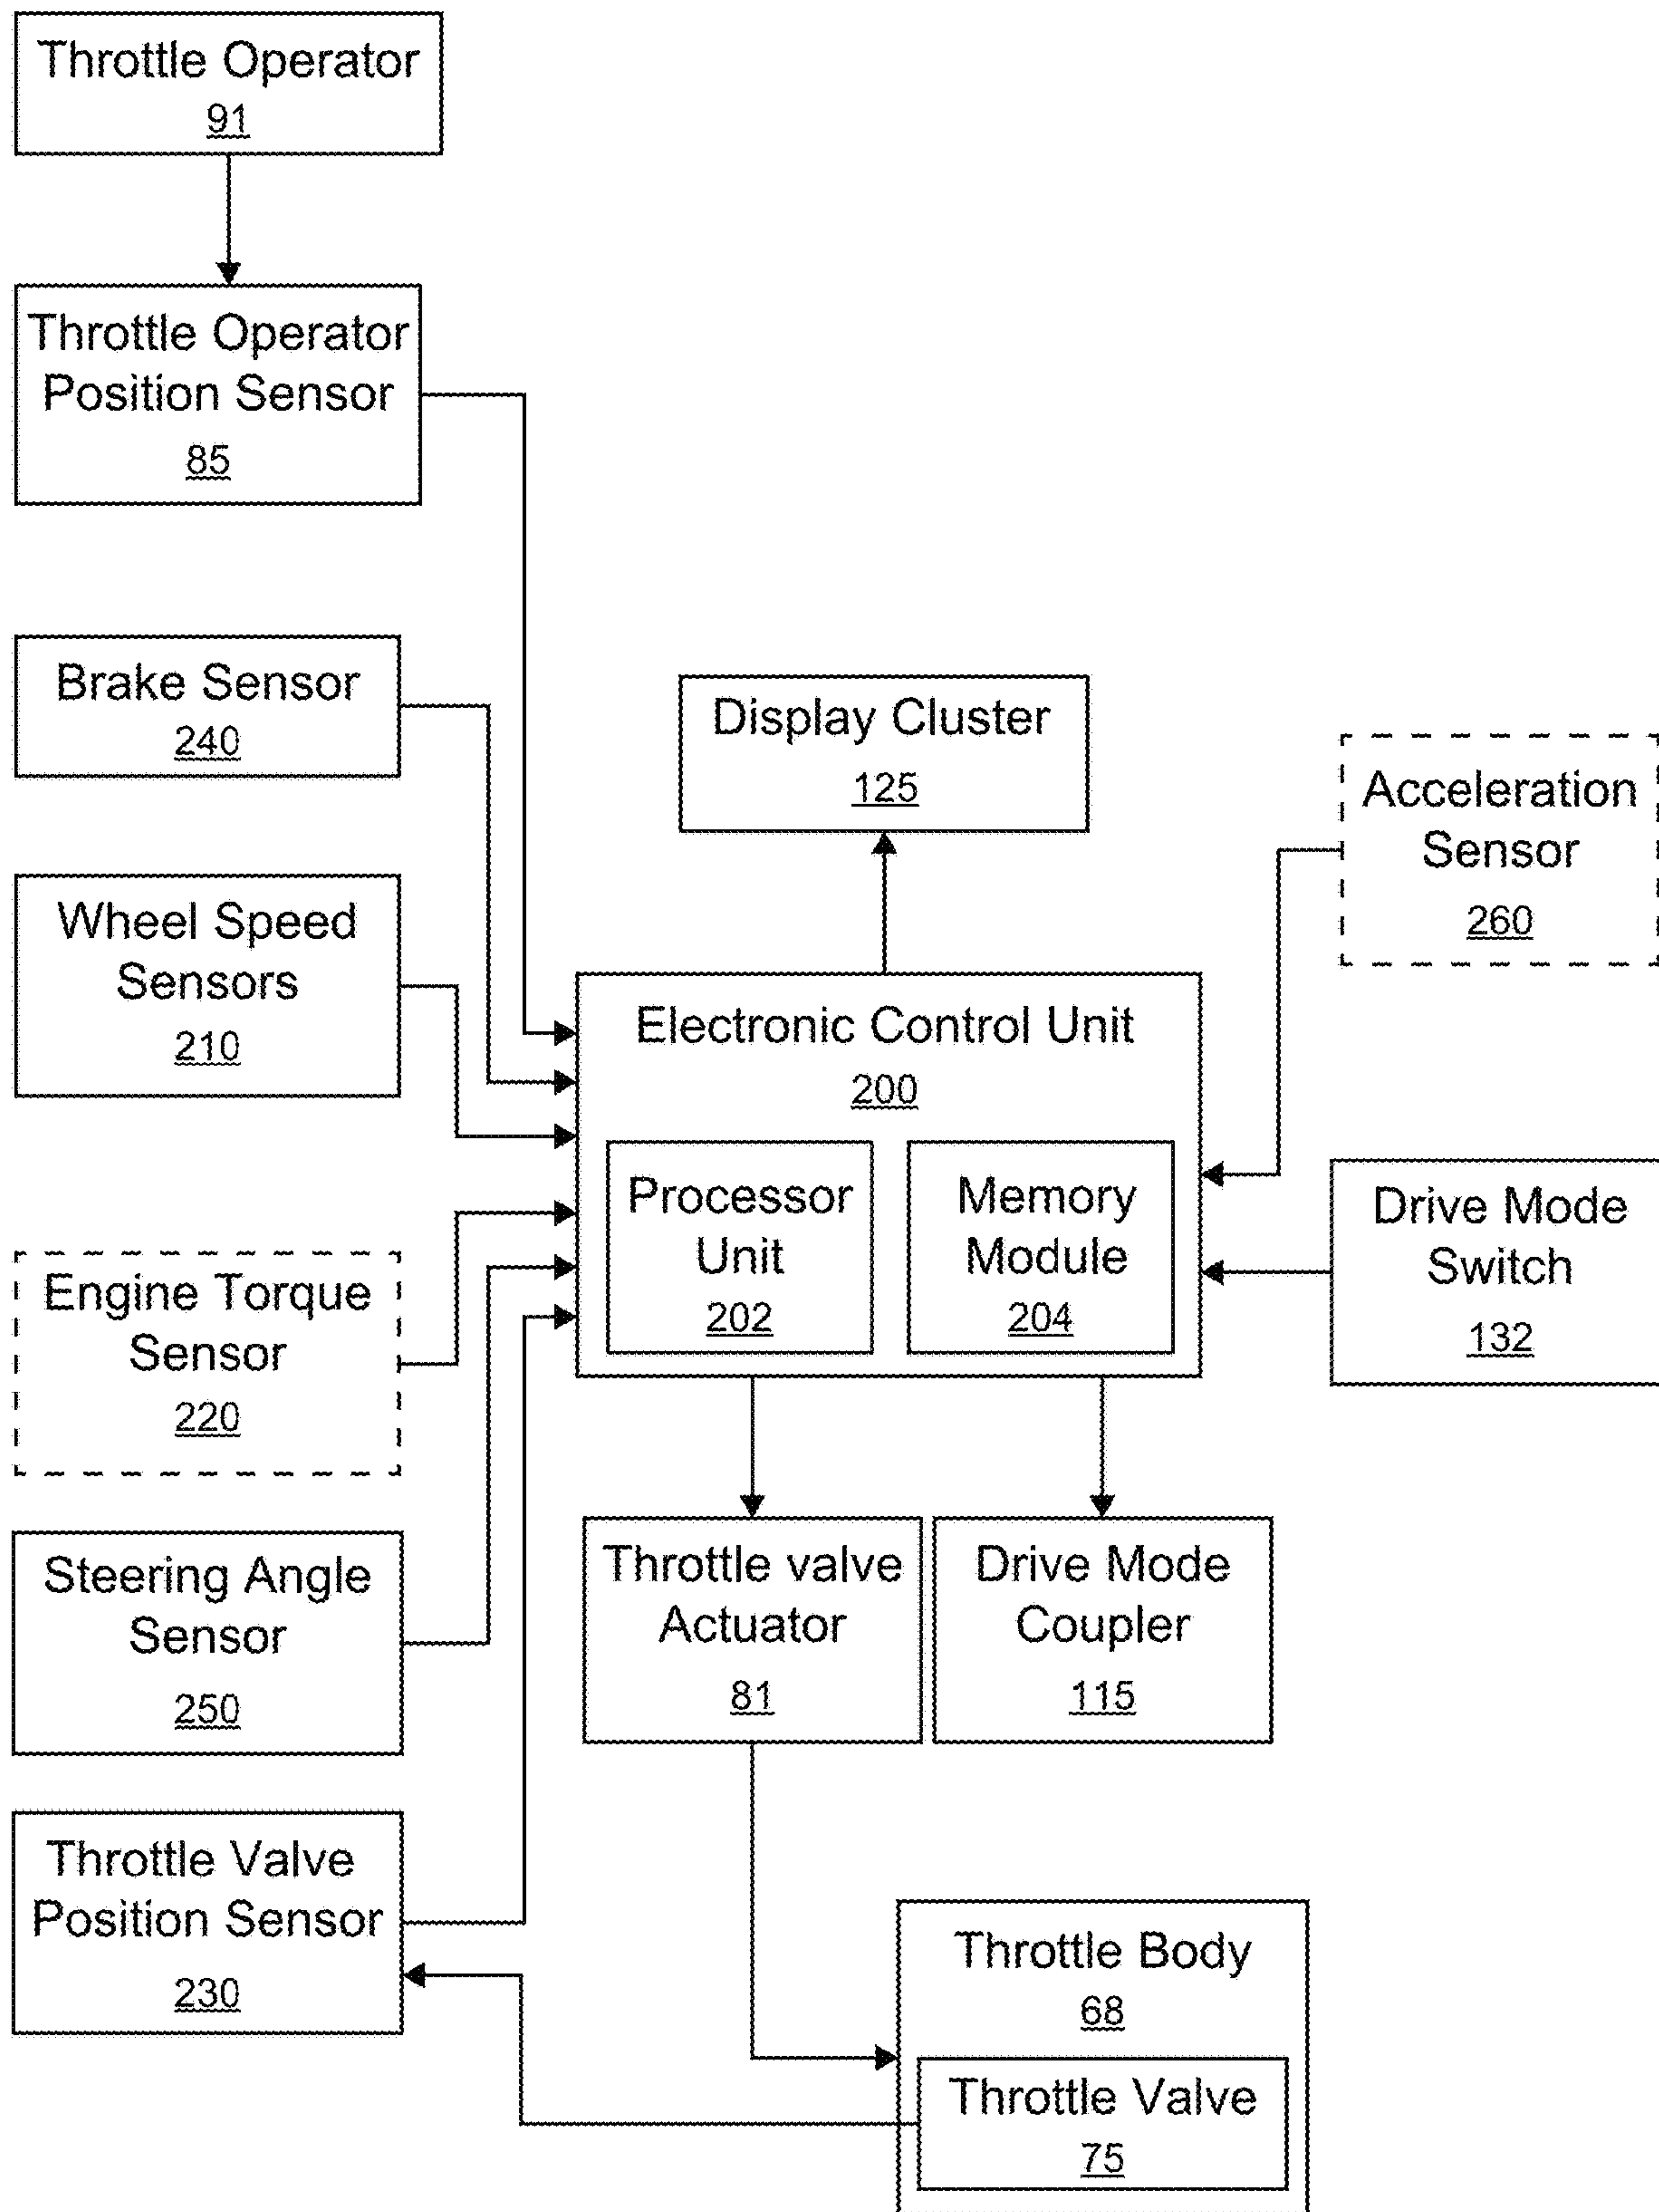 Throttle Operator
91
Throttle Operator
Position Sensor
85
Brake Sensor
240
Display Cluster
125
Acceleration
Sensor
260
Wheel Speed
Sensors
210
Electronic Control Unit
200
Processor
Unit
202
Memory
Module
204
Drive Mode
Switch
132
Engine Torque
Sensor
220
Steering Angle
Sensor
250
Throttle valve
Actuator
81
Drive Mode
Coupler
115
Throttle Valve
Position Sensor
230
Throttle Body
68
Throttle Valve
75